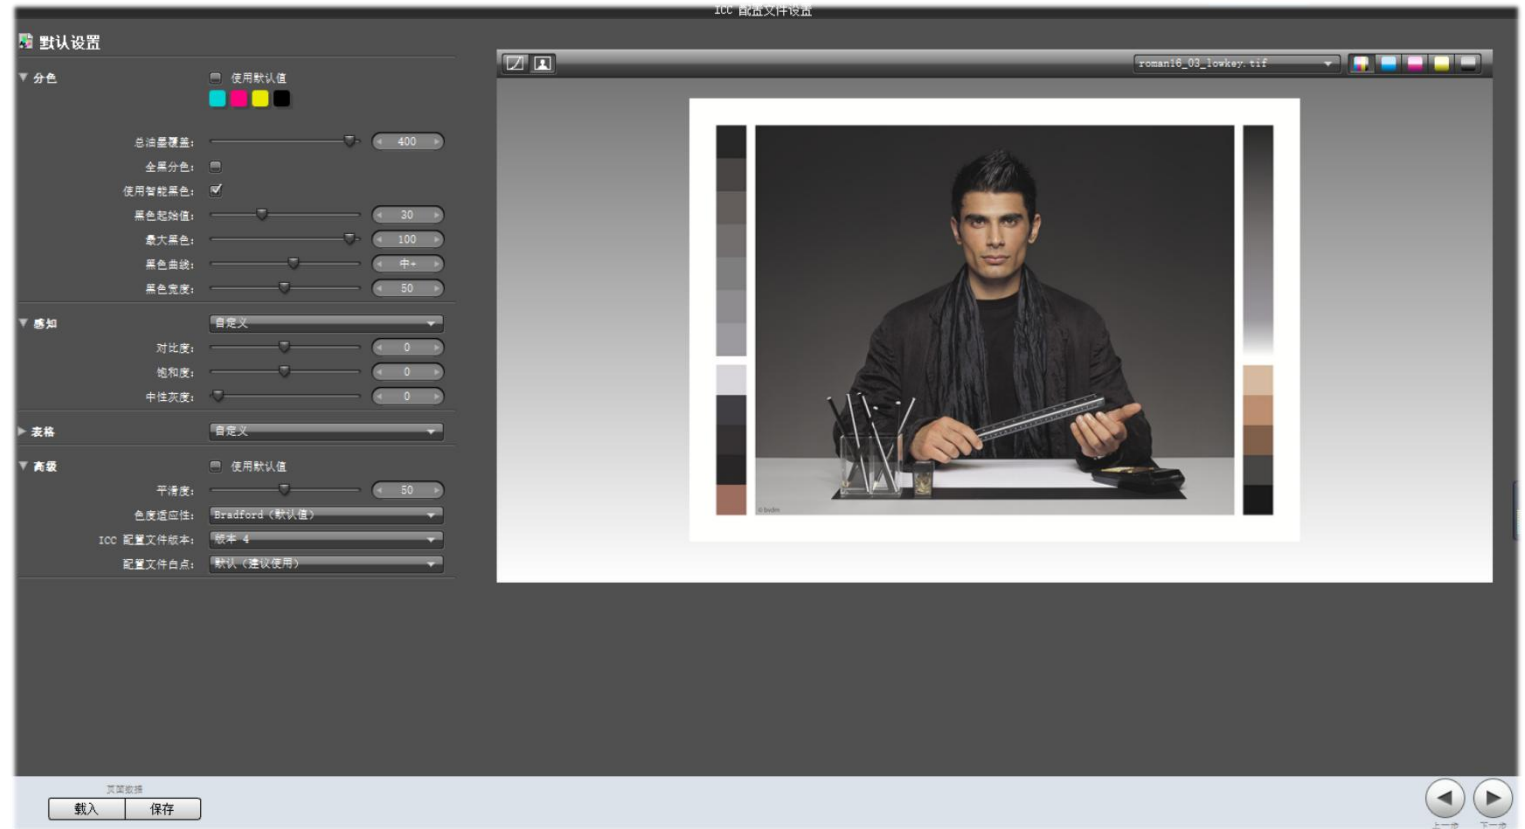 ICC 配置文件设置
默认设置
分色
使用默认值
总油墨覆盖: 400
全黑分色:
使用智能黑色:
黑色起始值: 30
最大黑色: 100
黑色曲线: 中+
黑色宽度: 50
感知 自定义
对比度: 0
饱和度: 0
中性灰度: 0
表格 自定义
高级
使用默认值
平滑度: 50
色度适应性: Bradford (默认值)
ICC 配置文件版本: 版本 4
配置文件白点: 默认 (建议使用)
roman16_03_lowkey.tif
页面数据
载入 保存
上一步 下一步